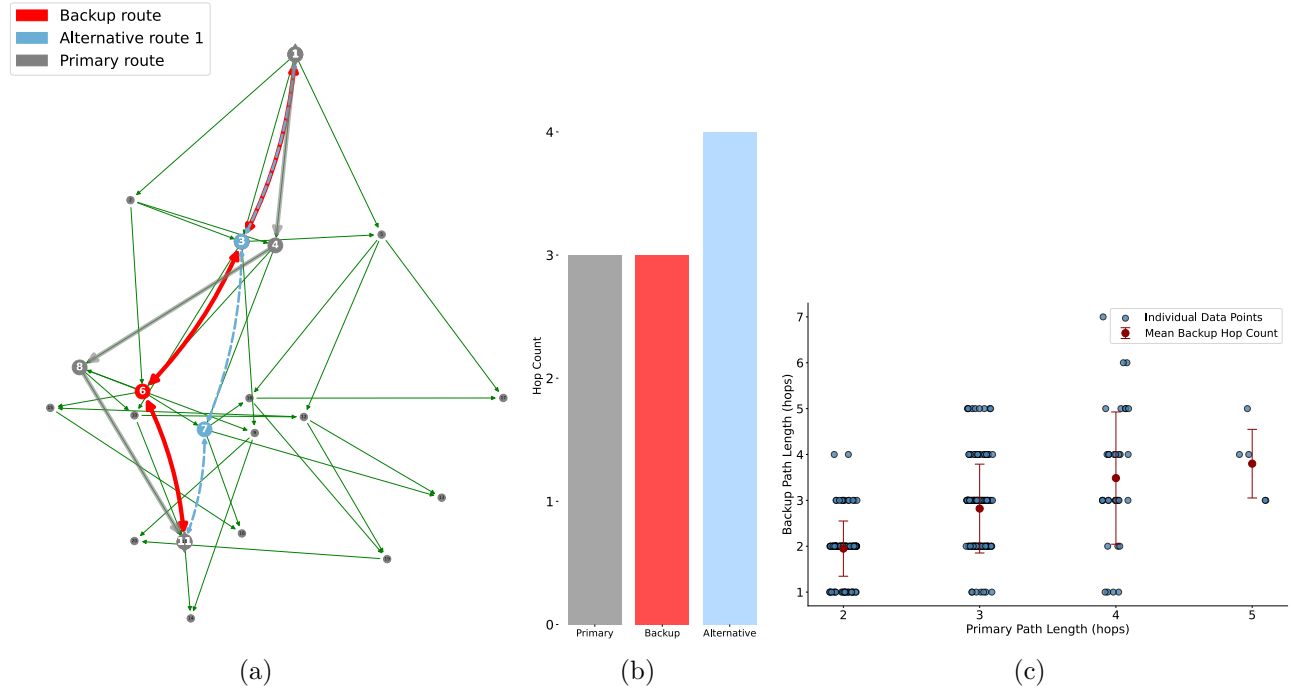 Backup route
Alternative route 1
Primary route
1
3
4
8
6
7
(a)
4
3
2
1
0
Hop Count
Primary
Backup
Alternative
(b)
7
6
5
4
3
2
1
Backup Path Length (hops)
Individual Data Points
Mean Backup Hop Count
2
3
4
5
Primary Path Length (hops)
(c)